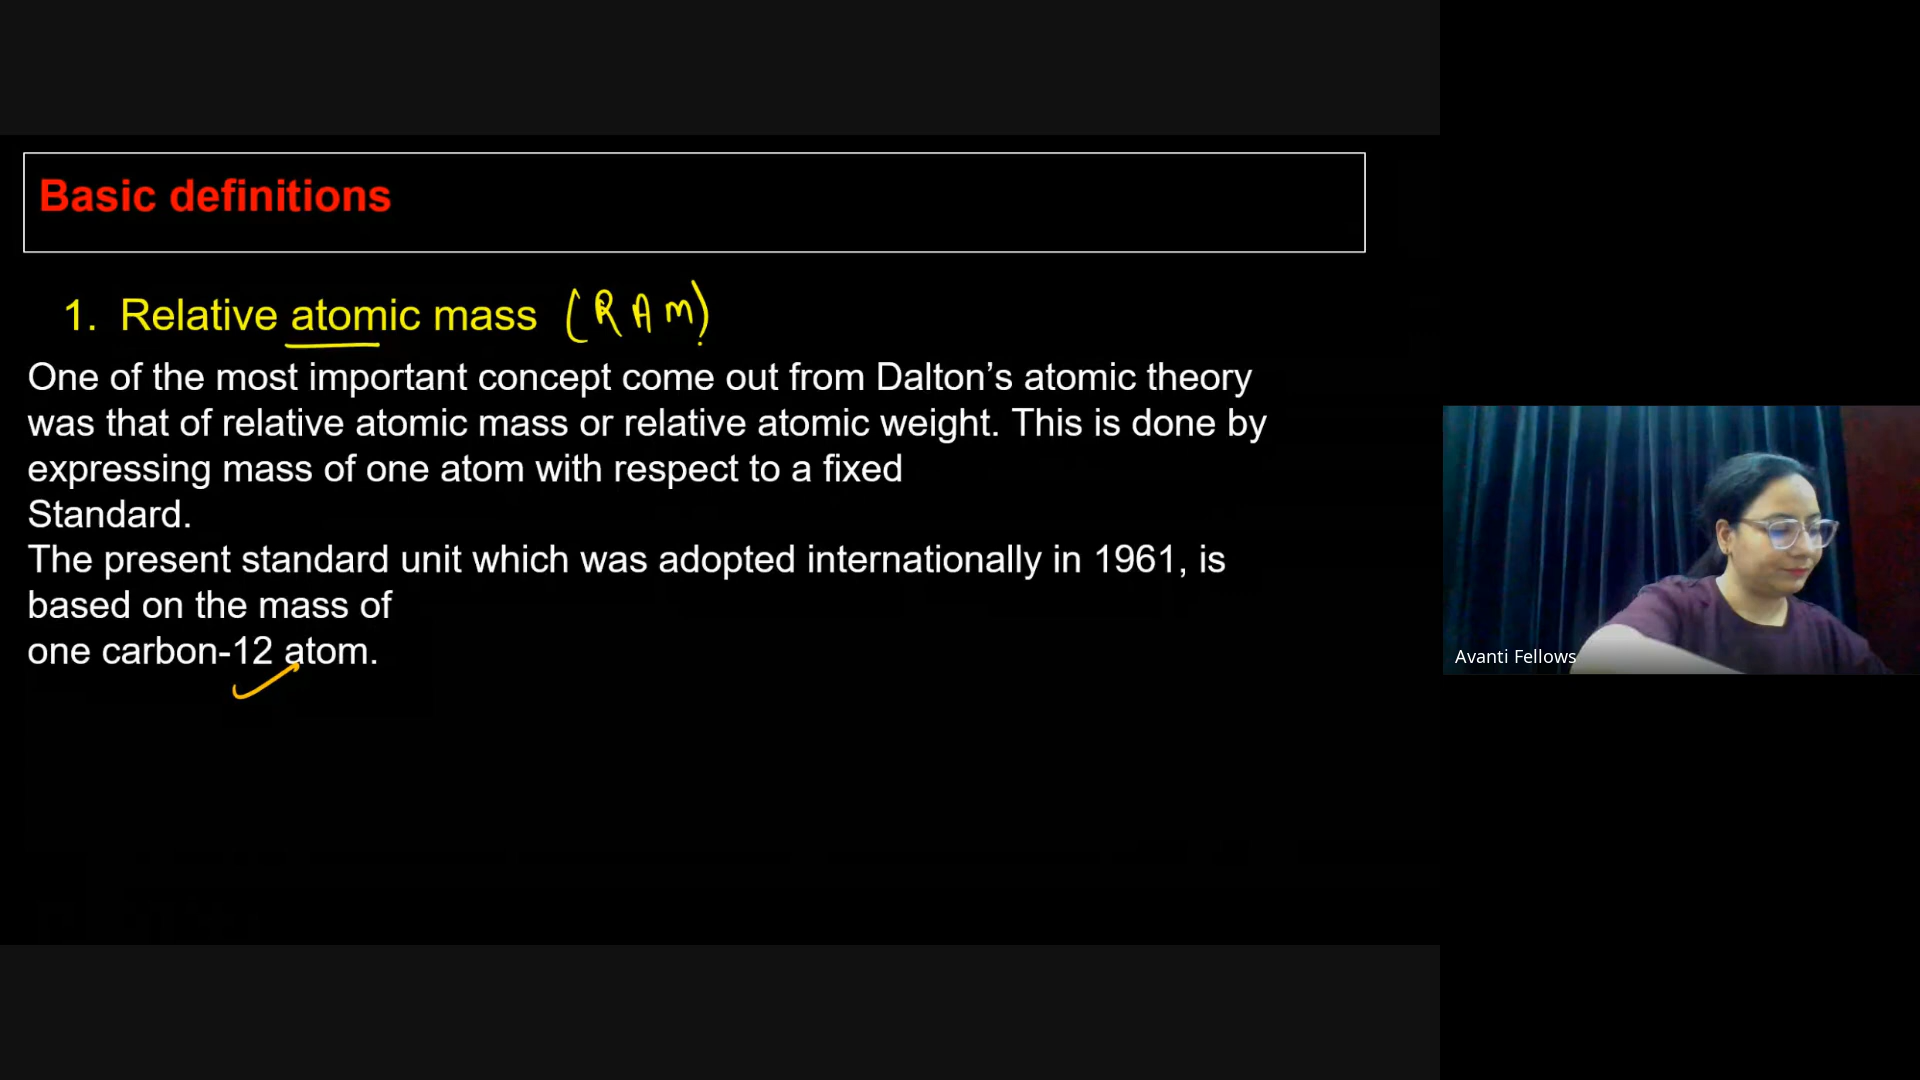 Basic definitions
1. Relative atomic mass (RAM)
One of the most important concept come out from Dalton’s atomic theory
was that of relative atomic mass or relative atomic weight. This is done by
expressing mass of one atom with respect to a fixed
Standard.
The present standard unit which was adopted internationally in 1961, is
based on the mass of
one carbon-12 atom.
Avanti Fellows